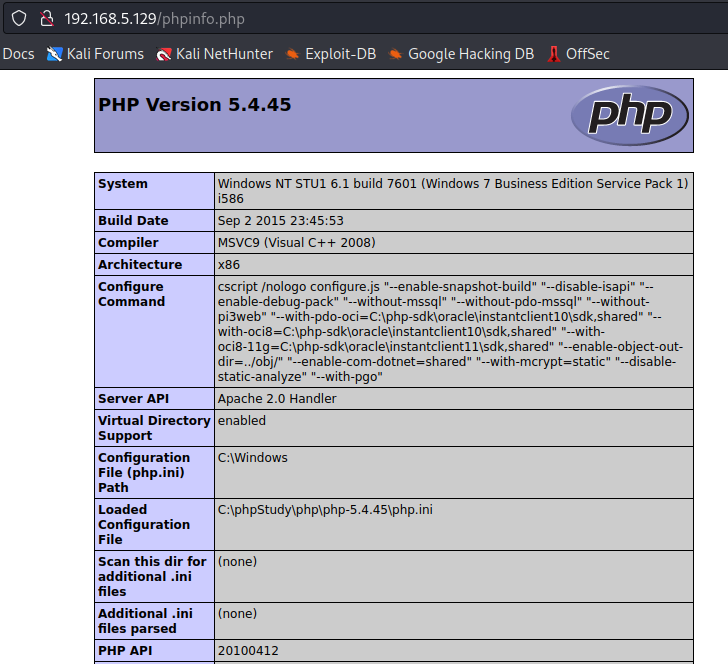 192.168.5.129/phpinfo.php
Docs Kali Forums Kali NetHunter Exploit-DB Google Hacking DB OffSec
PHP Version 5.4.45
php
System Windows NT STU1 6.1 build 7601 (Windows 7 Business Edition Service Pack 1)
i586
Build Date Sep 2 2015 23:45:53
Compiler MSVC9 (Visual C++ 2008)
Architecture x86
Configure cscript /nologo configure.js "--enable-snapshot-build" "--disable-isapi" "--
Command enable-debug-pack" "--without-mssql" "--without-pdo-mssql" "--without-
pi3web" "--with-pdo-oci=C:\php-sdk\oracle\instantclient10\sdk,shared" "--
with-oci8=C:\php-sdk\oracle\instantclient10\sdk,shared" "--with-
oci8-11g=C:\php-sdk\oracle\instantclient11\sdk,shared" "--enable-object-out-
dir=../obj/" "--enable-com-dotnet=shared" "--with-mcrypt=static" "--disable-
static-analyze" "--with-pgo"
Server API Apache 2.0 Handler
Virtual Directory enabled
Support
Configuration C:\Windows
File (php.ini)
Path
Loaded C:\phpStudy\php\php-5.4.45\php.ini
Configuration
File
Scan this dir for (none)
additional .ini
files
Additional .ini (none)
files parsed
PHP API 20100412